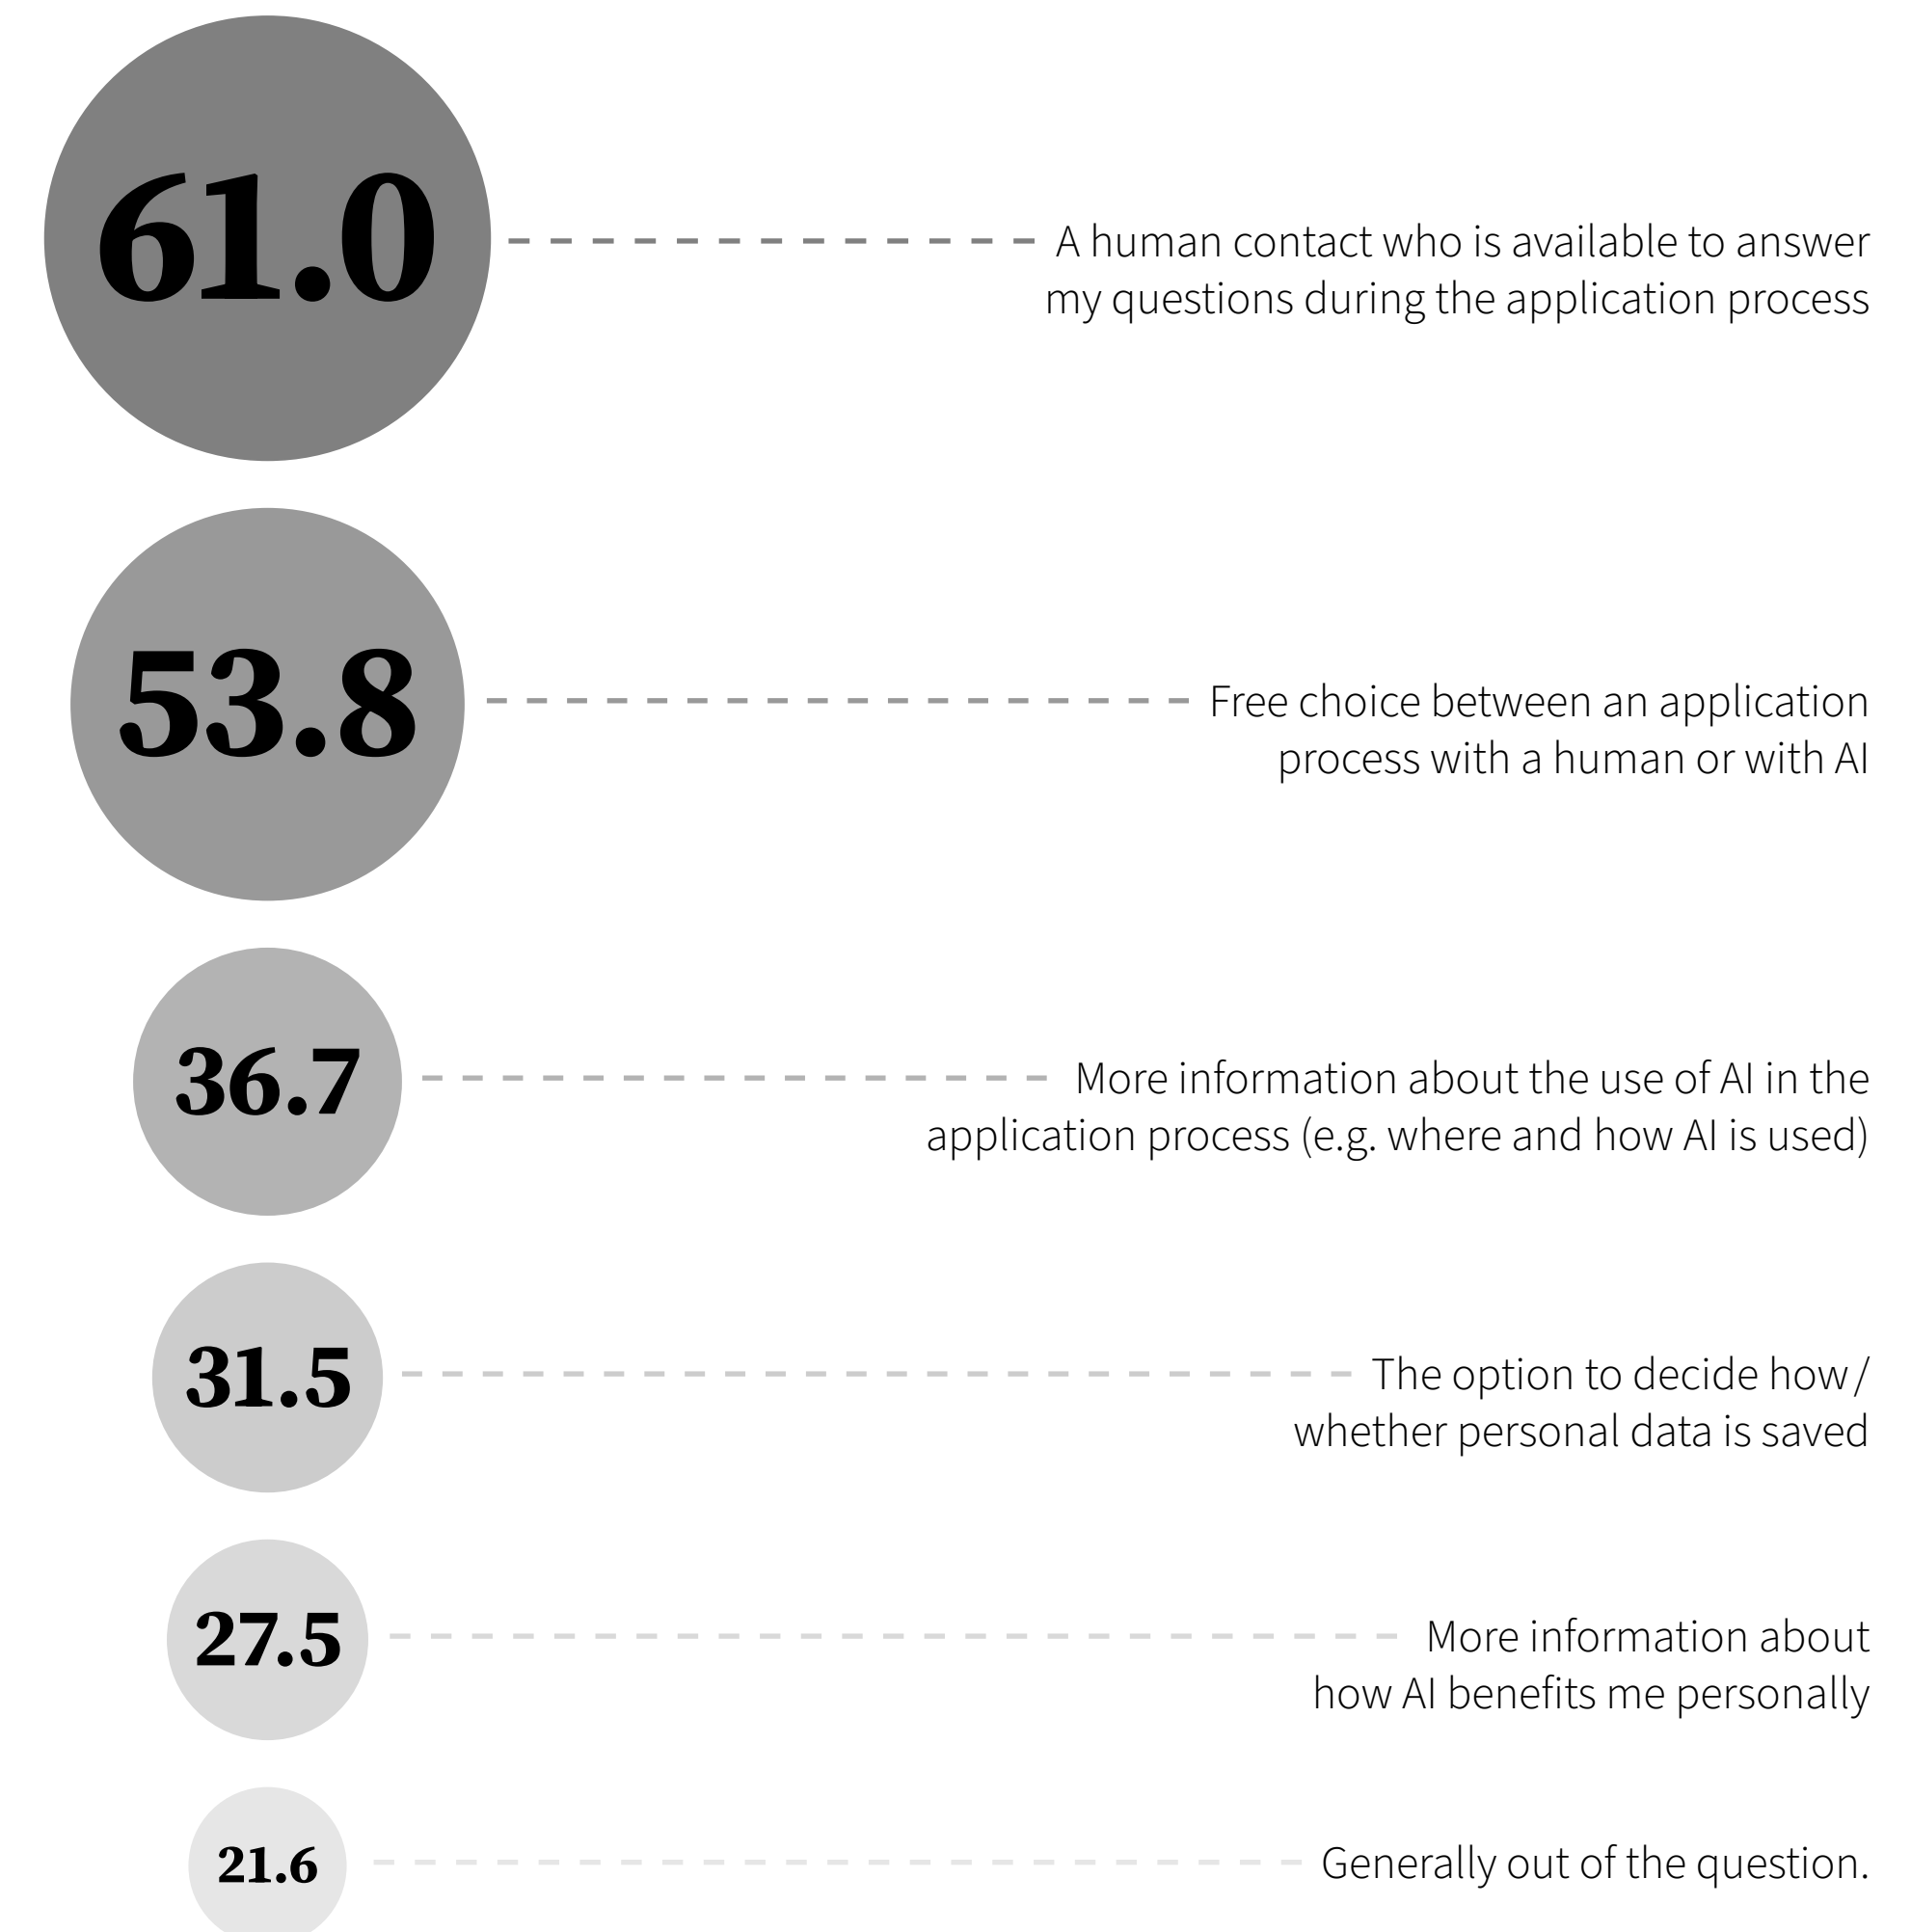 61.0
A human contact who is available to answer
my questions during the application process
53.8
Free choice between an application
process with a human or with AI
36.7
More information about the use of AI in the
application process (e.g. where and how AI is used)
31.5
The option to decide how/
whether personal data is saved
27.5
More information about
how AI benefits me personally
21.6
Generally out of the question.